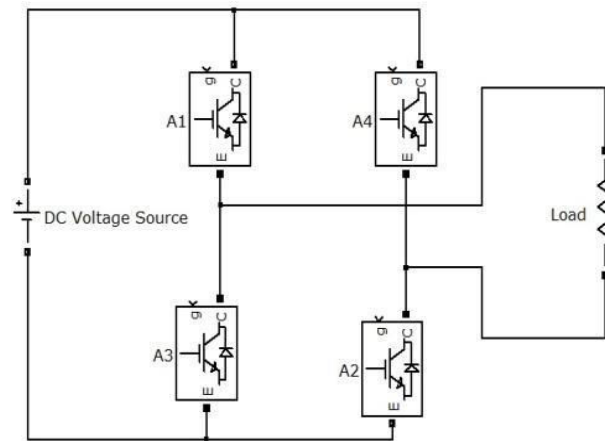 g C
g C
A1
A4
E
E
+
DC Voltage Source
Load
g C
g C
A3
A2
E
E